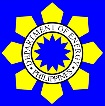 DEPARTMENT OF ENERGY
PHILIPPINES